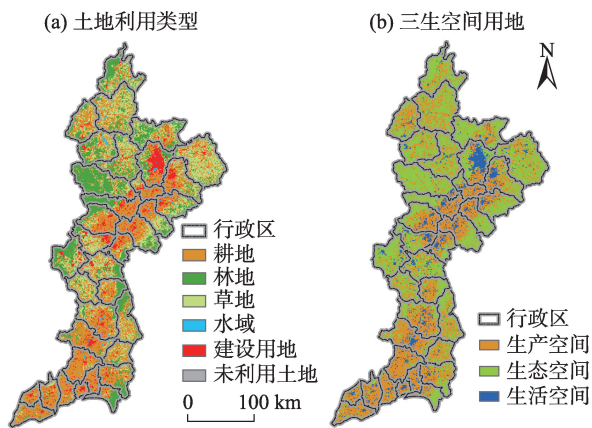 (a) 土地利用类型
(b) 三生空间用地
N
行政区
耕地
林地
草地
水域
建设用地
未利用土地
0 100 km
行政区
生产空间
生态空间
生活空间